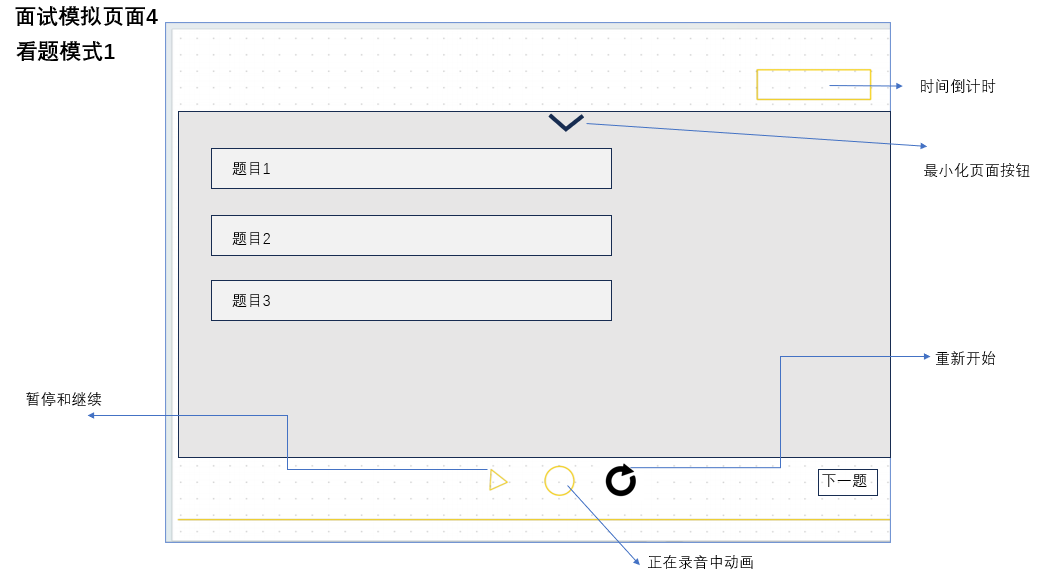 面试模拟页面4
看题模式1
时间倒计时
最小化页面按钮
题目1
题目2
题目3
重新开始
暂停和继续
下一题
正在录音中动画